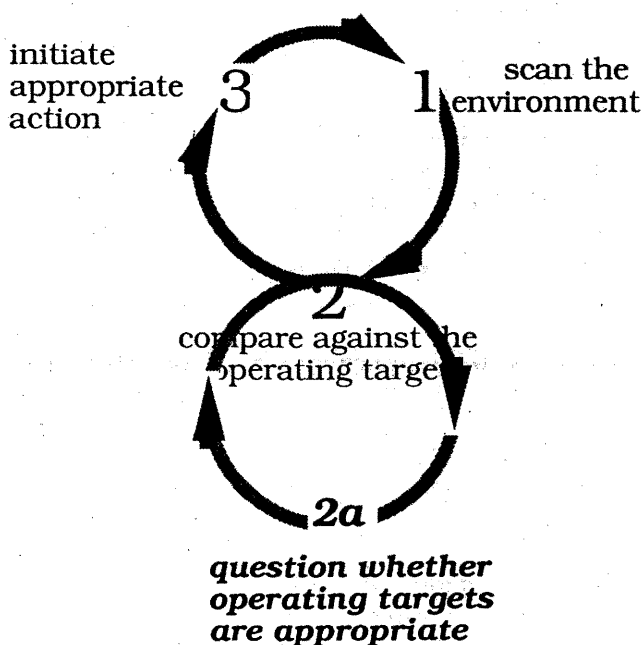 initiate
appropriate
action
3
1
scan the
environment
2
compare against the
operating target
2a
question whether
operating targets
are appropriate